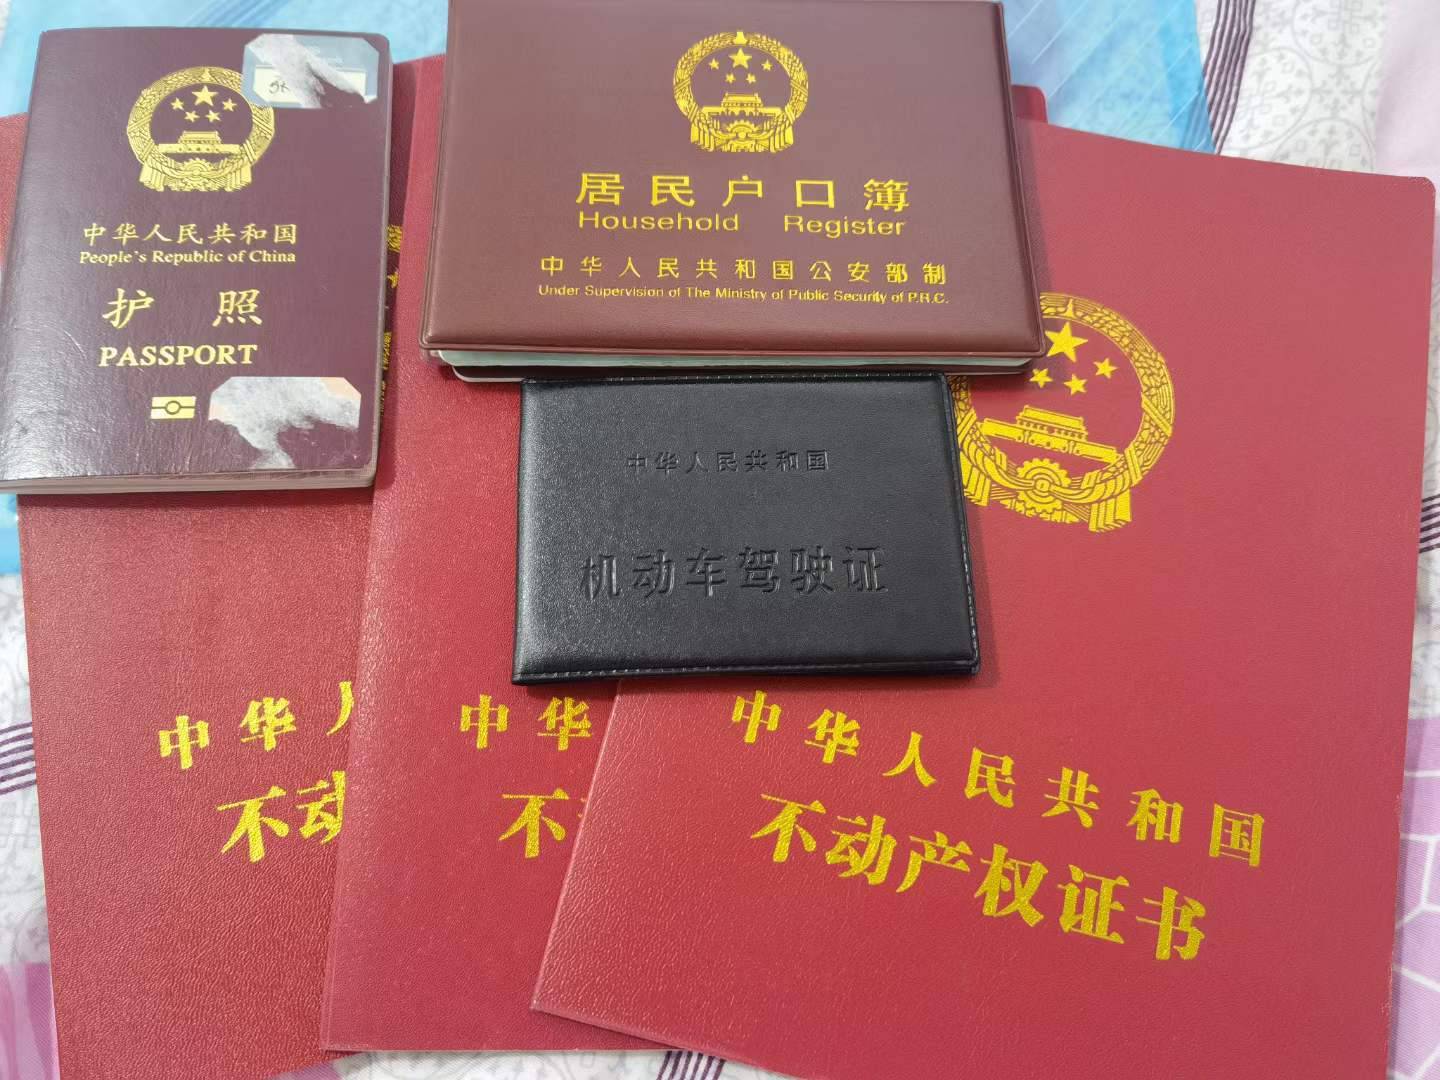 中华人民共和国
People's Republic of China
护照
PASSPORT
居民户口簿
Household Register
中华人民共和国公安部制
Under Supervision of The Ministry of Public Security of P.R.C.
中华人民共和国
机动车驾驶证
中华人
不动
中华
不
中华人民共和国
不动产权证书